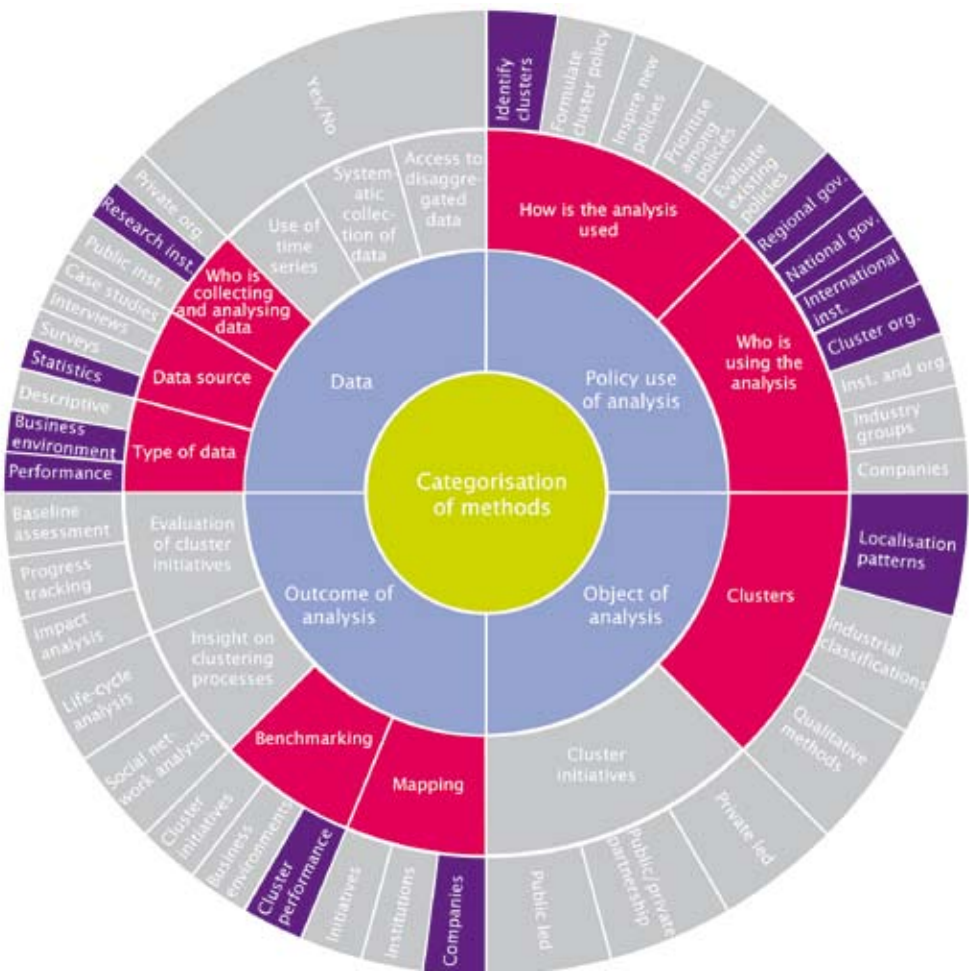 Categorisation
of methods
Policy use
of analysis
Object of
analysis
Outcome of
analysis
Data
How is the analysis
used
Who is
using the
analysis
Clusters
Cluster
initiatives
Mapping
Benchmarking
Insight on
clustering
processes
Evaluation
of cluster
initiatives
Type of data
Data source
Who is
collecting
and analysing
data
Use of
time
series
System-
atic
collec-
tion of
data
Access to
disaggre-
gated
data
Identify
clusters
Formulate
cluster policy
Inspire new
policies
Prioritise
among
policies
Evaluate
existing
policies
Regional gov.
National gov.
International
inst.
Cluster org.
Inst. and org.
Industry
groups
Companies
Localisation
patterns
Industrial
classifications
Qualitative
methods
Private led
Public/private
partnership
Public led
Companies
Institutions
Initiatives
Cluster
performance
Business
environments
Cluster
initiatives
Social net-
work analysis
Life-cycle
analysis
Impact
analysis
Progress
tracking
Baseline
assessment
Performance
Business
environment
Descriptive
Statistics
Surveys
Interviews
Case studies
Public inst.
Research inst.
Private org.
Yes/No